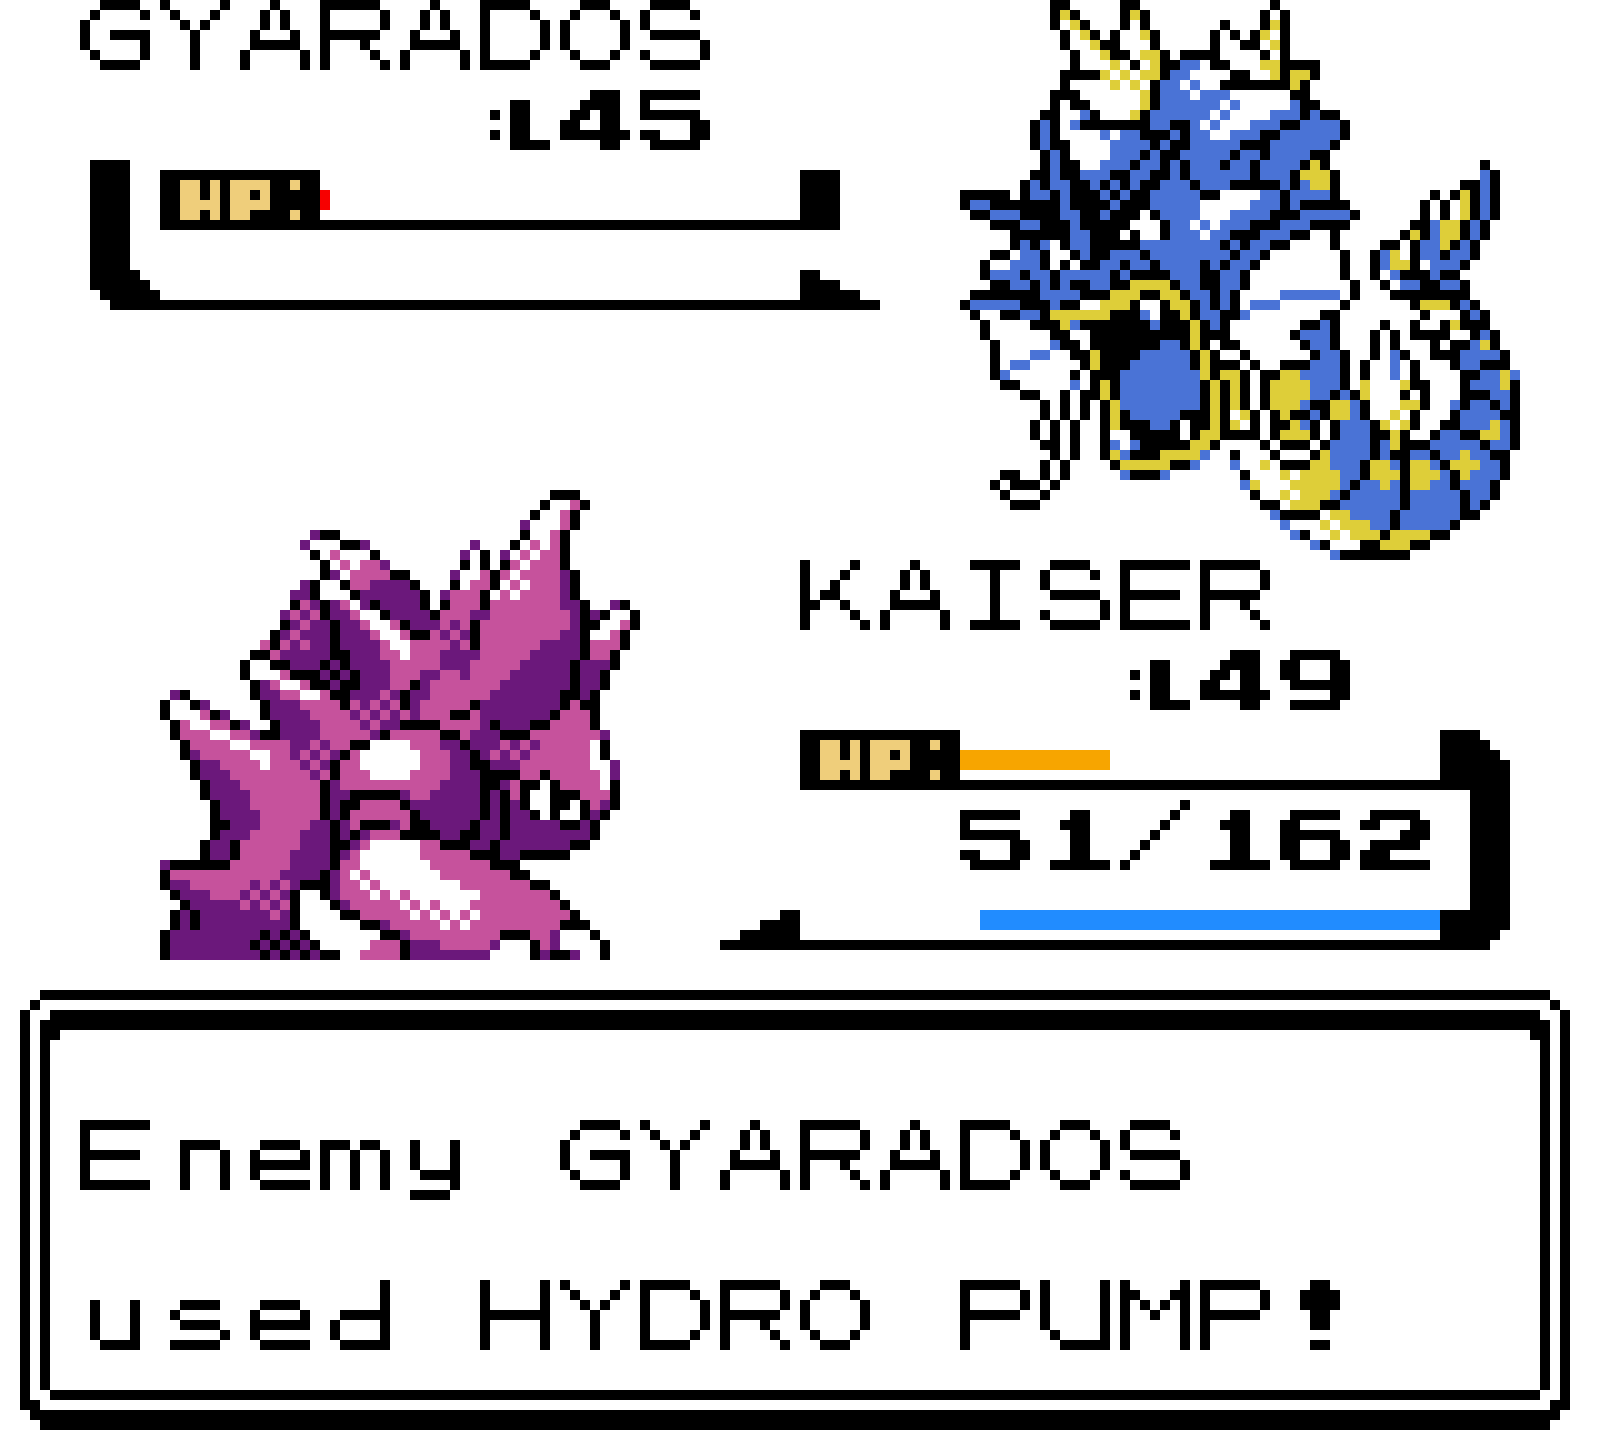 GYARADOS
:L45
HP:
KAISER
:L49
HP:
51/162
Enemy GYARADOS
used HYDRO PUMP!